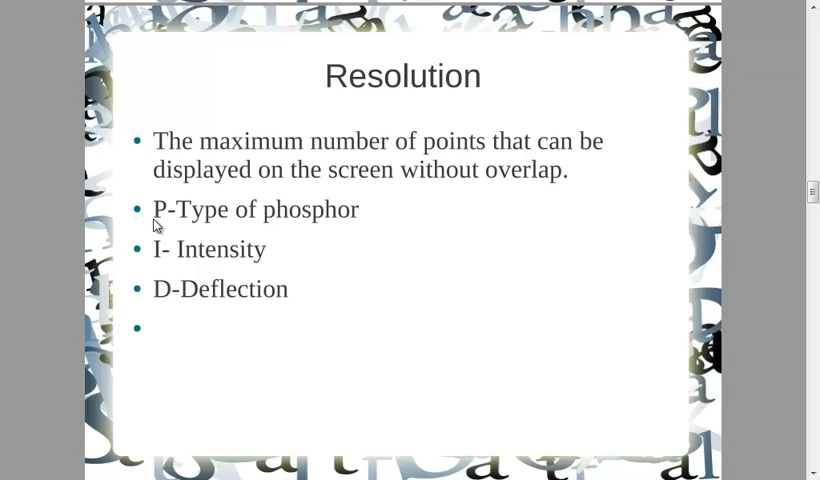 Resolution
The maximum number of points that can be
displayed on the screen without overlap.
P-Type of phosphor
I- Intensity
D-Deflection